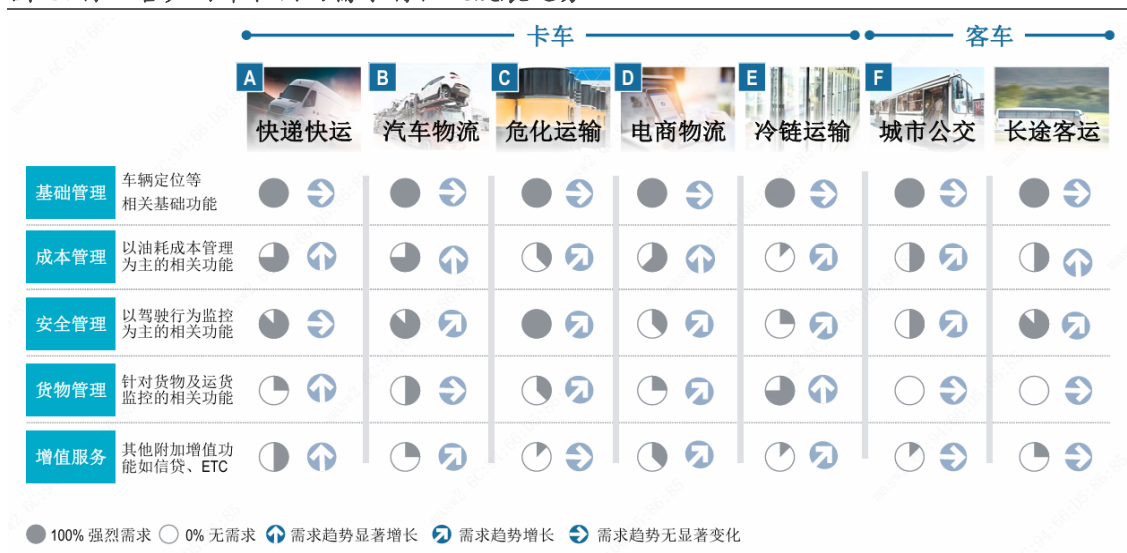 卡车 客车
A B C D E F
快递快运 汽车物流 危化运输 电商物流 冷链运输 城市公交 长途客运
基础管理 车辆定位等
相关基础功能
成本管理 以油耗成本管理
为主的相关功能
安全管理 以驾驶行为监控
为主的相关功能
货物管理 针对货物及运货
监控的相关功能
增值服务 其他附加增值功
能如信贷、ETC
100% 强烈需求 0% 无需求 需求趋势显著增长 需求趋势增长 需求趋势无显著变化